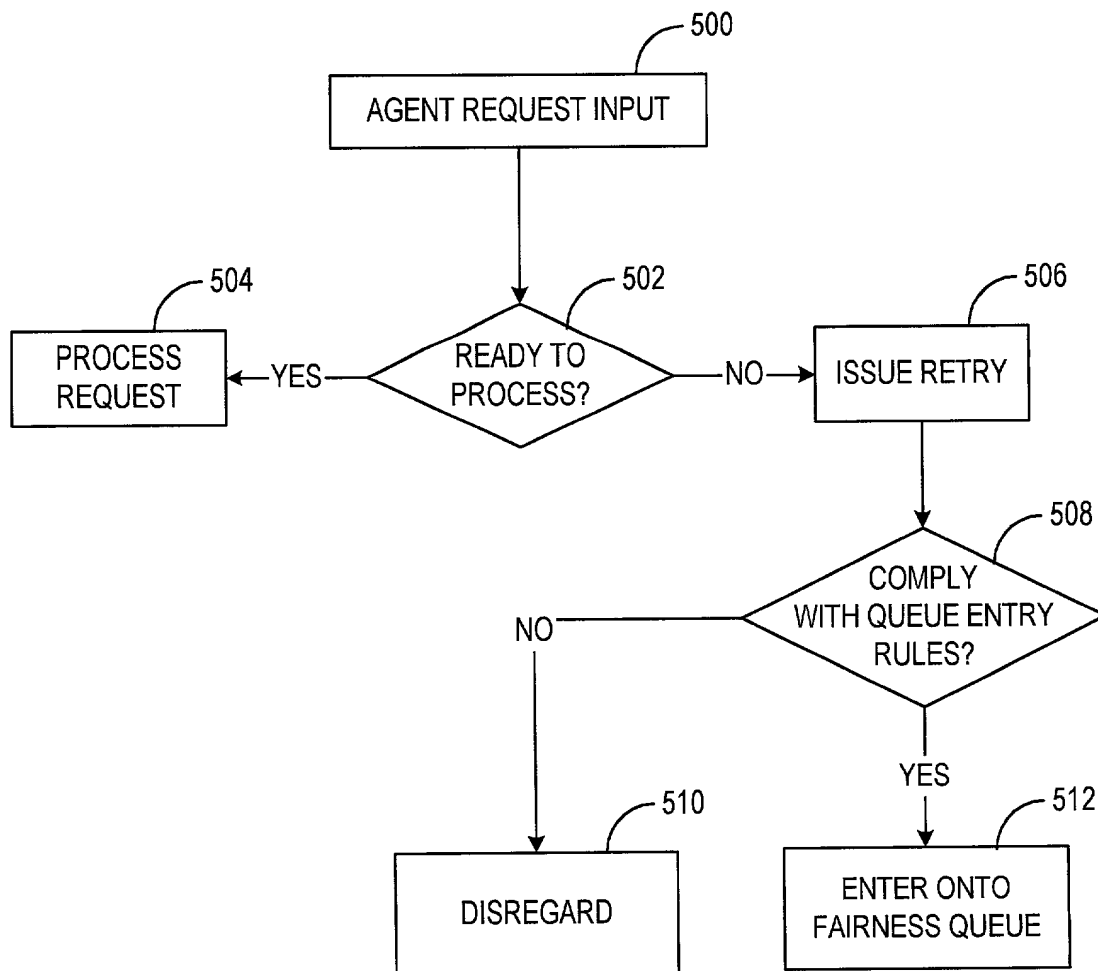 500
AGENT REQUEST INPUT
504
502
506
PROCESS
REQUEST
YES
READY TO
PROCESS?
NO
ISSUE RETRY
508
COMPLY
WITH QUEUE ENTRY
RULES?
NO
YES
510
512
DISREGARD
ENTER ONTO
FAIRNESS QUEUE